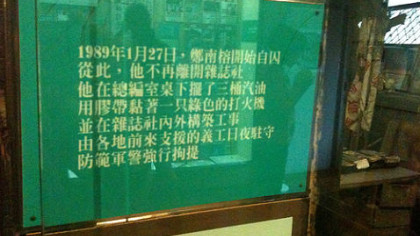 1989年1月27日，鄭南榕開始自囚
從此，他不再離開雜誌社
他在總編室桌下擺了三桶汽油
用膠帶黏著一只綠色的打火機
並在雜誌社內外構築工事
由各地前來支援的義工日夜駐守
防範軍警強行拘提